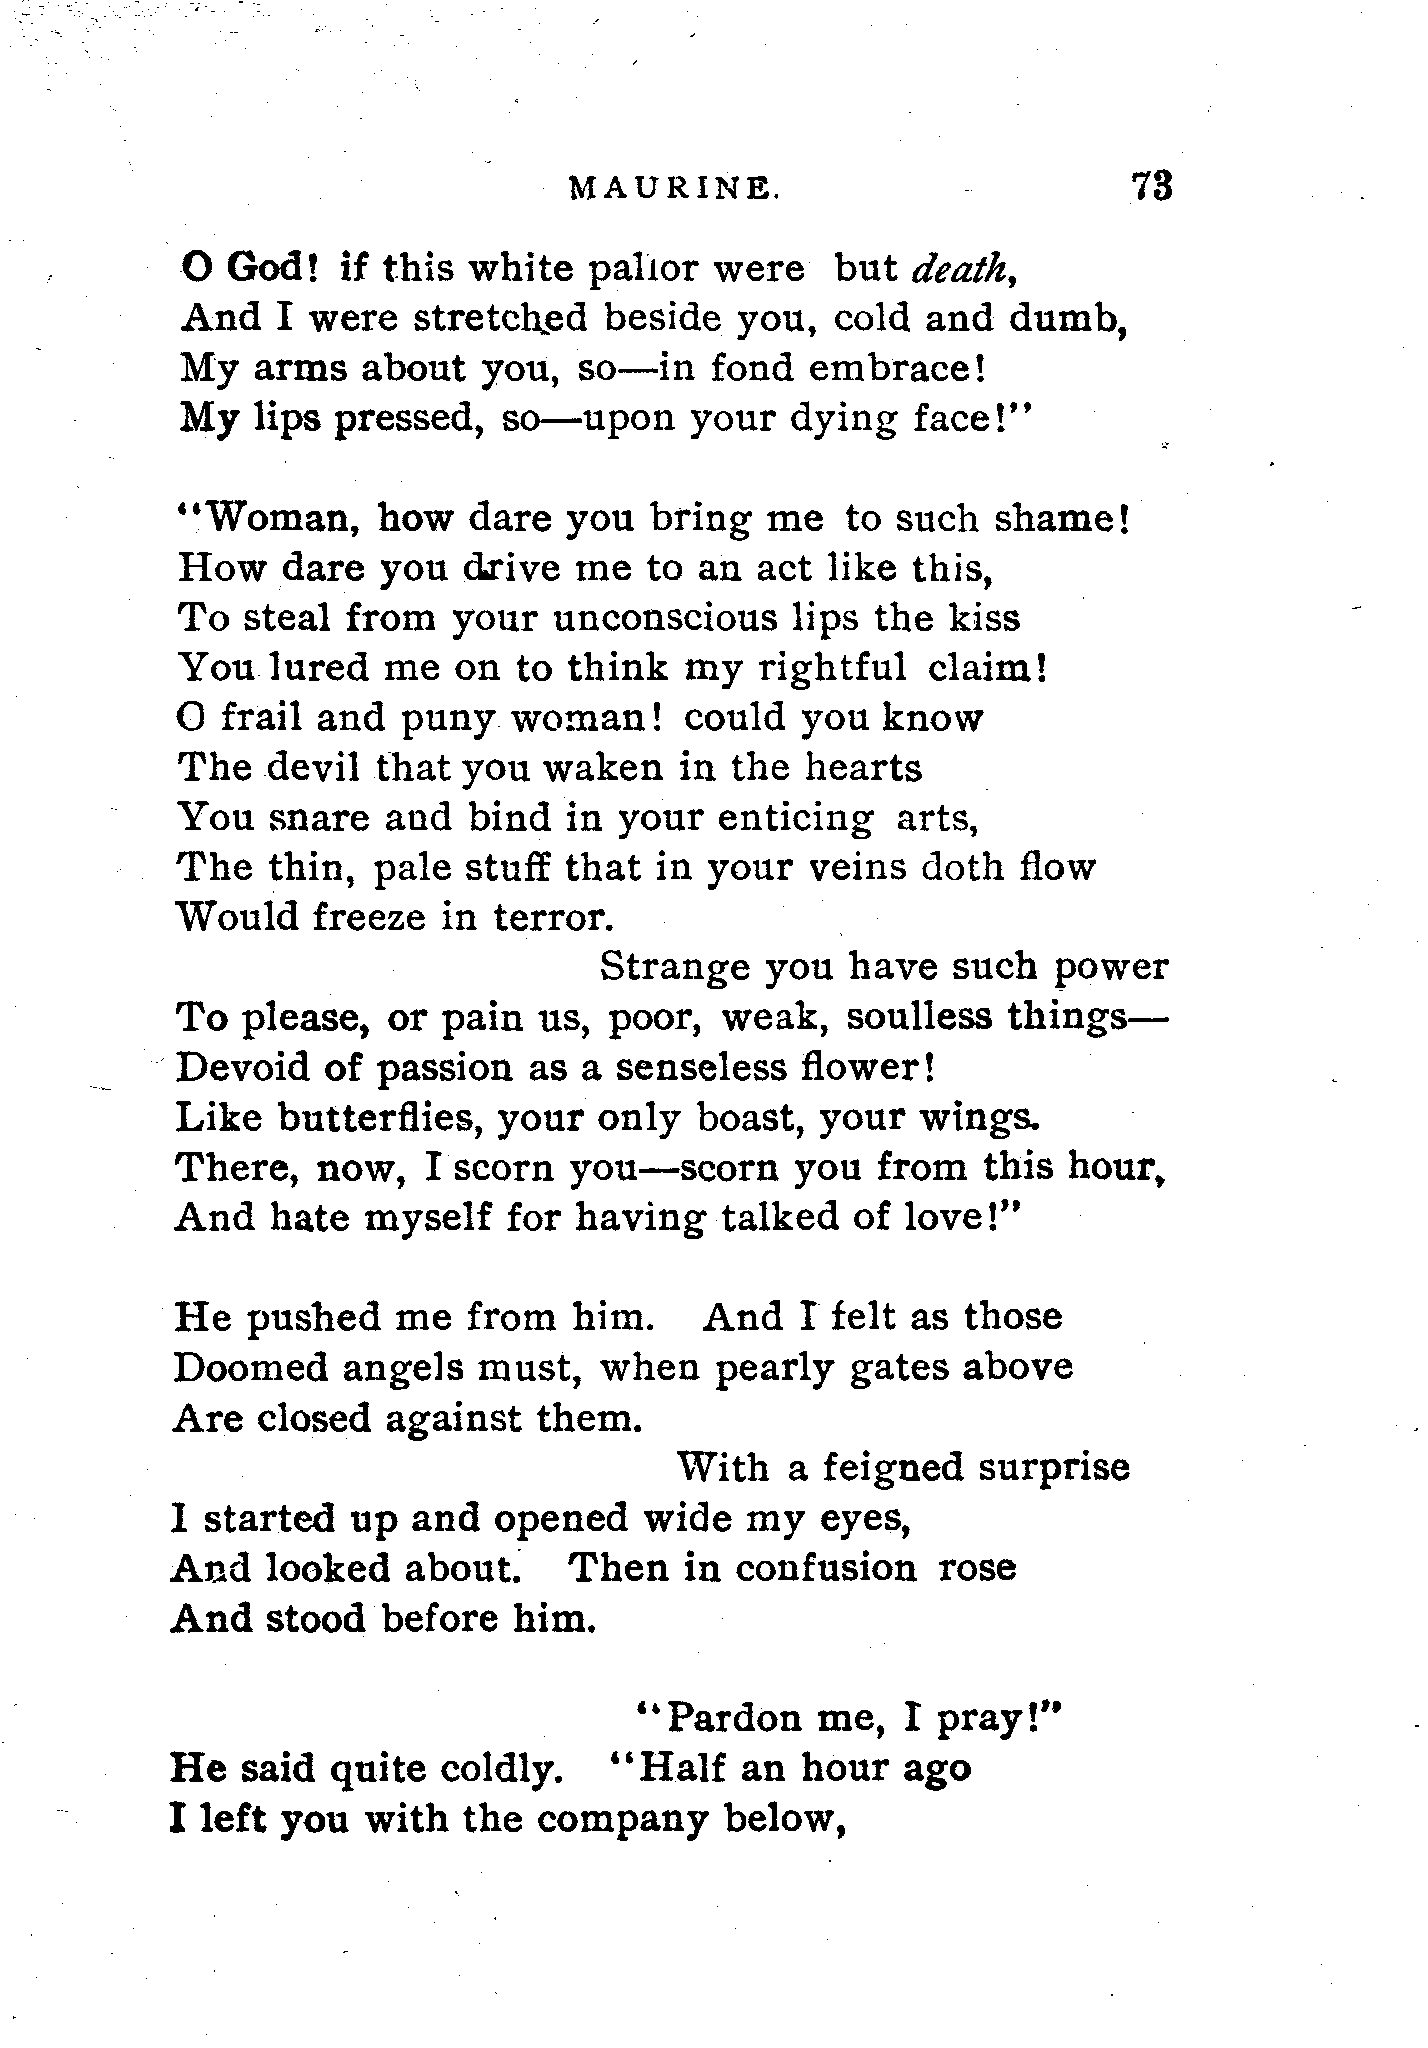 MAURINE. 73
O God! if this white pallor were but death,
And I were stretched beside you, cold and dumb,
My arms about you, so—in fond embrace!
My lips pressed, so—upon your dying face!”
“Woman, how dare you bring me to such shame!
How dare you drive me to an act like this,
To steal from your unconscious lips the kiss
You lured me on to think my rightful claim!
O frail and puny woman! could you know
The devil that you waken in the hearts
You snare and bind in your enticing arts,
The thin, pale stuff that in your veins doth flow
Would freeze in terror.
Strange you have such power
To please, or pain us, poor, weak, soulless things—
Devoid of passion as a senseless flower!
Like butterflies, your only boast, your wings.
There, now, I scorn you—scorn you from this hour,
And hate myself for having talked of love!”
He pushed me from him. And I felt as those
Doomed angels must, when pearly gates above
Are closed against them.
With a feigned surprise
I started up and opened wide my eyes,
And looked about. Then in confusion rose
And stood before him.
“Pardon me, I pray!”
He said quite coldly. “Half an hour ago
I left you with the company below,